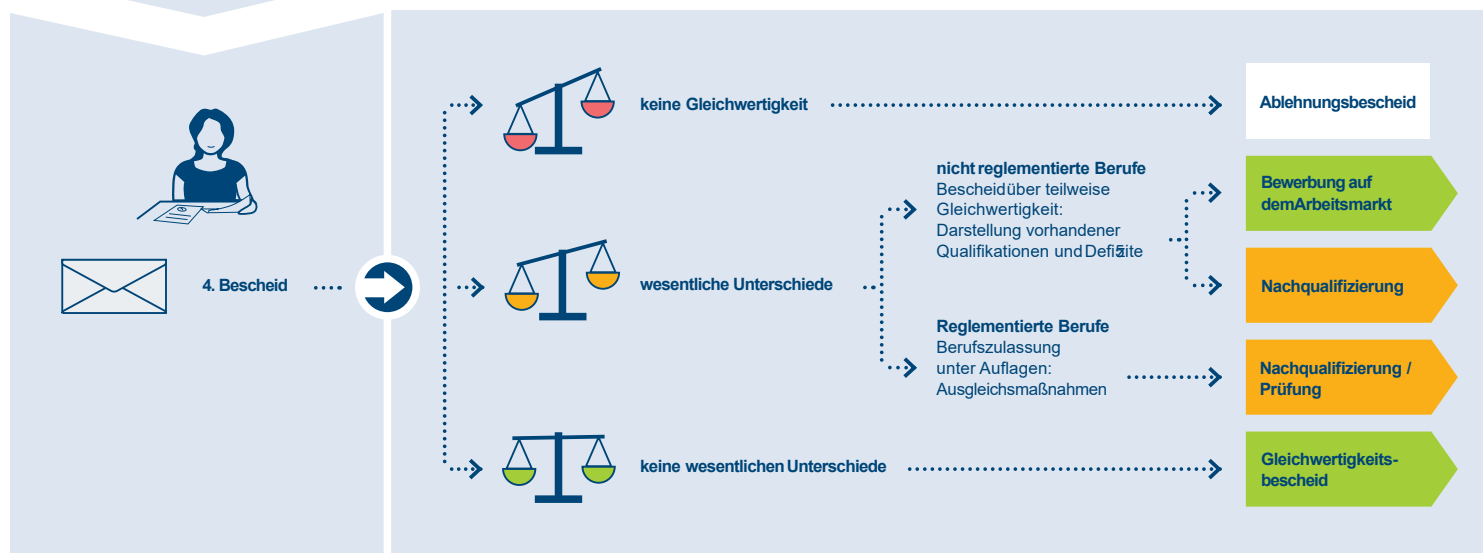 4. Bescheid
keine Gleichwertigkeit
Ablehnungsbescheid
wesentliche Unterschiede
nicht reglementierte Berufe
Bescheidüber teilweise
Gleichwertigkeit:
Darstellung vorhandener
Qualifikationen und Defizite
Bewerbung auf
demArbeitsmarkt
Nachqualifizierung
Reglementierte Berufe
Berufszulassung
unter Auflagen:
Ausgleichsmaßnahmen
Nachqualifizierung /
Prüfung
keine wesentlichen Unterschiede
Gleichwertigkeits-
bescheid